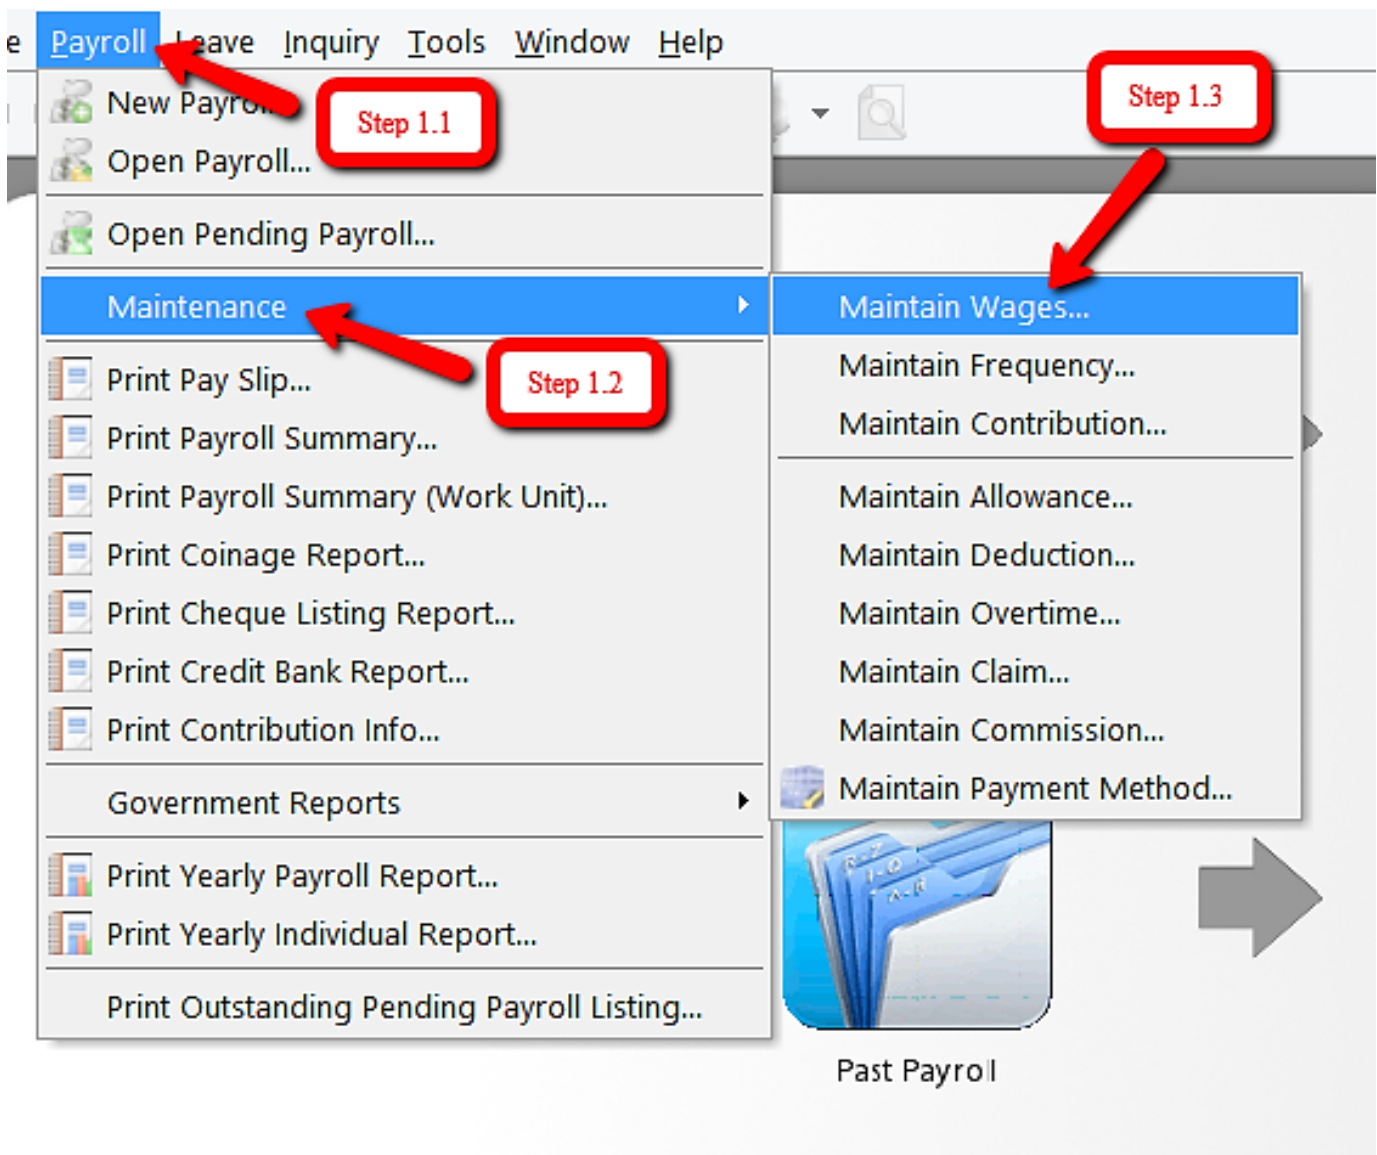 e Payroll Leave Inquiry Tools Window Help
New Payroll...
Step 1.1
Step 1.3
Open Payroll...
Open Pending Payroll...
Maintenance
Step 1.2
Print Pay Slip...
Print Payroll Summary...
Print Payroll Summary (Work Unit)...
Print Coinage Report...
Print Cheque Listing Report...
Print Credit Bank Report...
Print Contribution Info...
Government Reports
Print Yearly Payroll Report...
Print Yearly Individual Report...
Print Outstanding Pending Payroll Listing...
Maintain Wages...
Maintain Frequency...
Maintain Contribution...
Maintain Allowance...
Maintain Deduction...
Maintain Overtime...
Maintain Claim...
Maintain Commission...
Maintain Payment Method...
R-Z
I-Q
A-H
Past Payroll